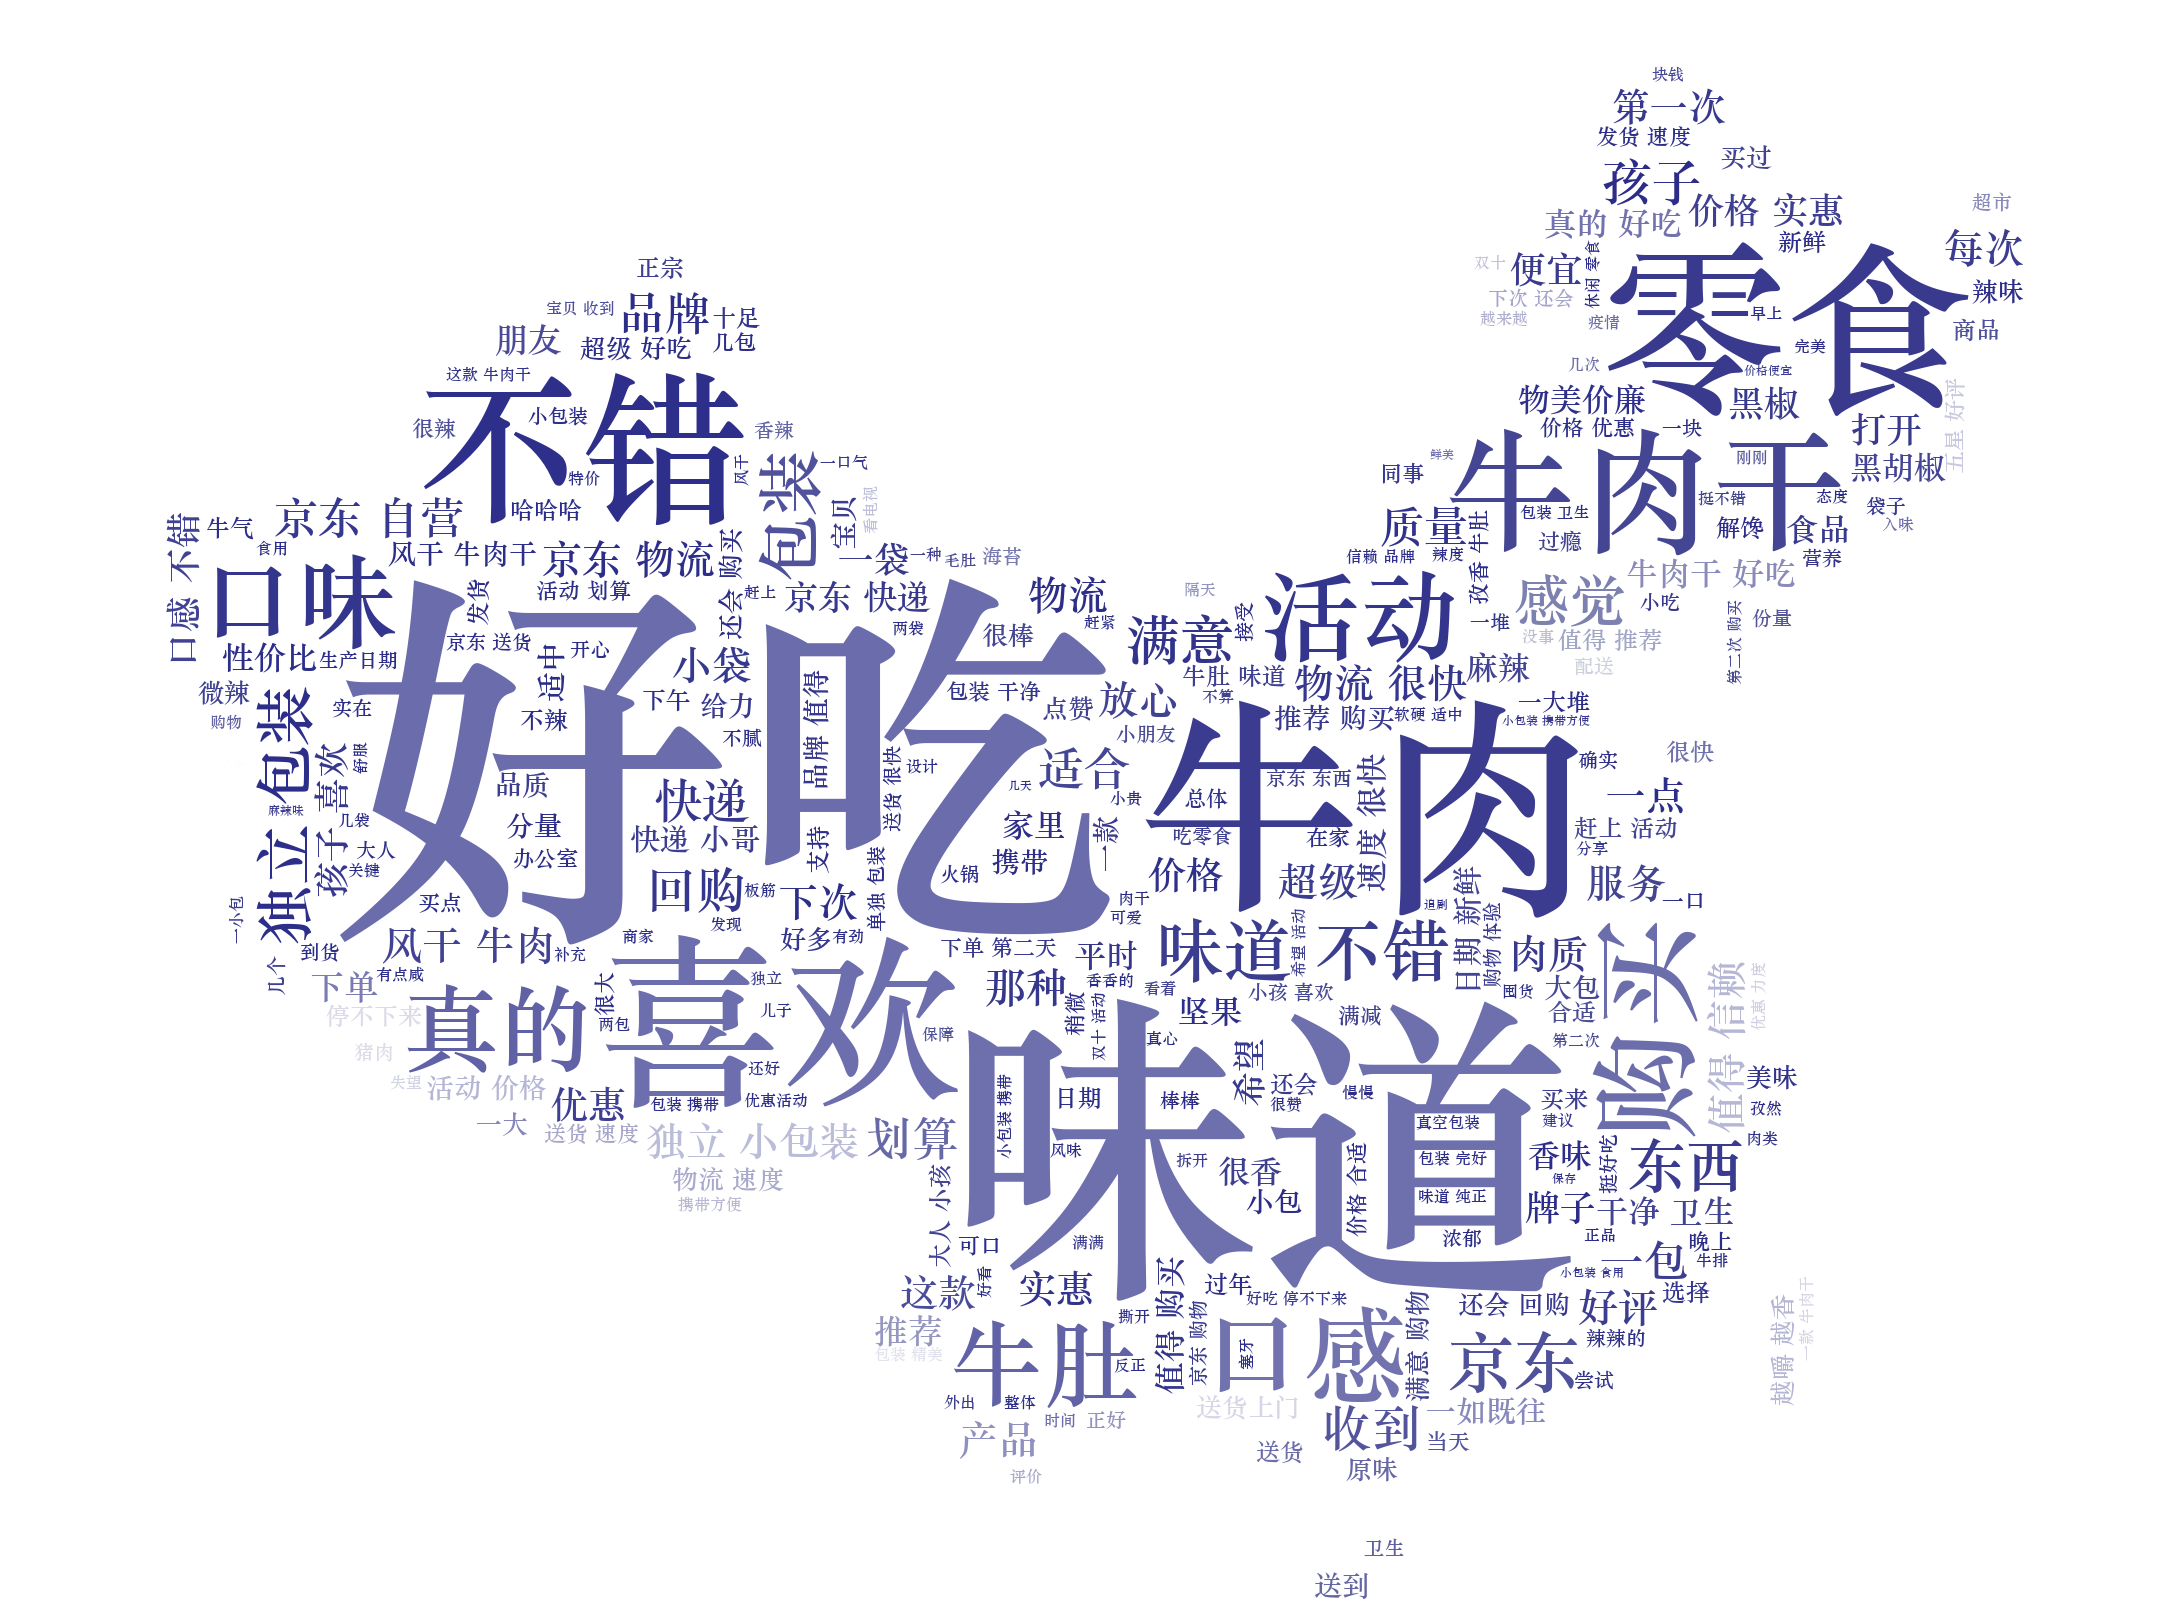 块钱
第一次
发货 速度
买过
孩子
价格 实惠
超市
真的 好吃
新鲜
每次
双十
便宜
休闲 零食
零食
辣味
正宗
下次 还会
越来越
疫情
早上
商品
宝贝 收到
品牌
十足
朋友
超级 好吃
几包
完美
几次
价格便宜
这款 牛肉干
不错
小包装
物美价廉
黑椒
五星 好评
很辣
香辣
价格 优惠
一块
打开
特价
风干
包装
一口气
鲜美
同事
牛肉干
刚刚
黑胡椒
看电视
宝贝
挺不错
态度
袋子
京东 自营
哈哈哈
质量
包装 卫生
解馋
食品
入味
口感 不错
牛气
食用
风干 牛肉干
京东 物流
还会 购买
一袋
一种
毛肚
海苔
信赖 品牌
辣度
孜香 牛肚
过瘾
营养
口味
发货
活动 划算
赶上
京东 快递
物流
隔天
活动
感觉
牛肉干 好吃
小吃
两袋
很棒
赶紧
满意
接受
一堆
没事
值得 推荐
第二次 购买
份量
性价比
生产日期
京东 送货
适中
开心
小袋
配送
微辣
购物
实在
不辣
下午
给力
品牌 值得
包装 干净
点赞
放心
牛肚 味道
不算
物流 很快
麻辣
推荐 购买
软硬 适中
一大堆
小包装 携带方便
好吃
不腻
小朋友
独立 包装
孩子 喜欢
舒服
麻辣味
几袋
品质
快递
送货 很快
设计
几天
适合
小贵
牛肉
京东 东西
总体
速度 很快
确实
很快
一点
分量
快递 小哥
支持
家里
一款
吃零食
在家
赶上 活动
分享
大人
关键
办公室
单独 包装
火锅
携带
价格
超级
服务
一口
一小包
买点
回购
板筋
下次
肉干
可爱
追剧
日期 新鲜
购物 体验
几个
到货
风干 牛肉
补充
商家
发现
好多
有劲
下单 第二天
平时
香香的
味道 不错
希望 活动
肉质
购买
下单
有点咸
很大
喜欢
独立
那种
看着
小孩 喜欢
囤货
大包
值得 信赖
优惠 力度
停不下来
真的
两包
儿子
保障
稍微
双十 活动
坚果
真心
满减
合适
第二次
猪肉
失望
活动 价格
还好
味道
希望
还会
很赞
慢慢
买来
建议
美味
孜然
一大
优惠
包装 携带
优惠活动
小包装 携带
日期
棒棒
真空包装
肉类
送货 速度
独立 小包装
划算
风味
拆开
很香
包装 完好
香味
保存
挺好吃
东西
物流 速度
携带方便
大人 小孩
小包
价格 合适
味道 纯正
牌子
干净 卫生
可口
满满
浓郁
正品
晚上
牛排
这款
好看
实惠
值得 购买
过年
好吃 停不下来
小包装 食用
一包
选择
还会 回购
好评
辣辣的
推荐
包装 精美
撕开
京东 购物
口感
塞牙
满意 购物
京东
尝试
越嚼 越香
一款 牛肉干
牛肚
反正
外出
整体
送货上门
一如既往
产品
时间
正好
收到
当天
送货
原味
评价
卫生
送到